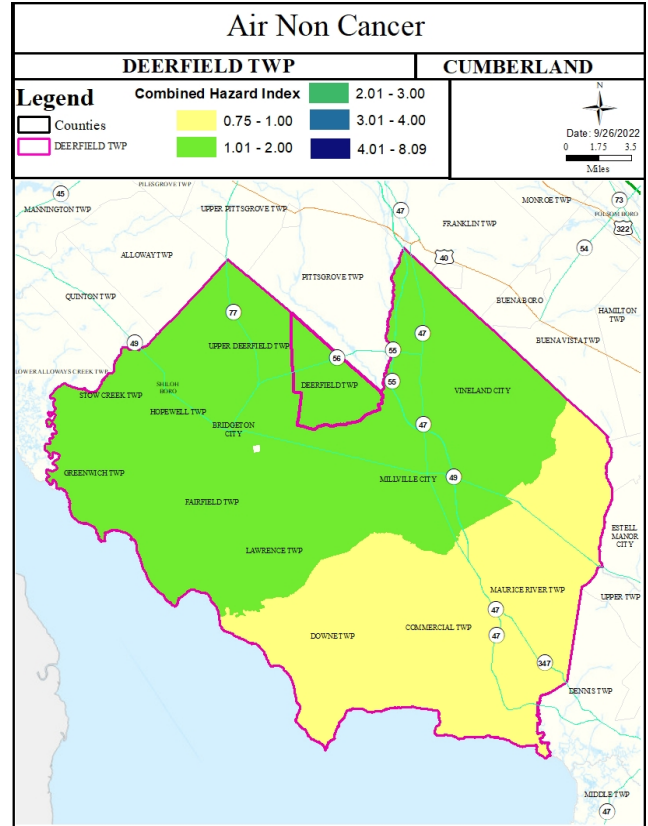 Air Non Cancer
DEERFIELD TWP
CUMBERLAND
Legend
Counties
DEERFIELD TWP
Combined Hazard Index
0.75 - 1.00
1.01 - 2.00
2.01 - 3.00
3.01 - 4.00
4.01 - 8.09
N
Date: 9/26/2022
0 1.75 3.5
Miles
PILESGROVE TWP
45
MANNINGTON TWP
UPPER PITTSGROVE TWP
47
MONROE TWP
73
FOLSOM BORO
322
FRANKLIN TWP
54
ALLOWAY TWP
40
PITTSGROVE TWP
QUINTON TWP
BUENA BORO
HAMILTON
TWP
77
49
47
BUENA VISTA TWP
UPPER DEERFIELD TWP
56
55
LOWER ALLOWAYS CREEK TWP
SHILOH
BORO
DEERFIELD TWP
55
VINELAND CITY
STOW CREEK TWP
HOPEWELL TWP
BRIDGETON
CITY
47
GREENWICH TWP
MILLVILLE CITY
49
FAIRFIELD TWP
ESTELL
MANOR
CITY
LAWRENCE TWP
MAURICE RIVER TWP
UPPER TWP
47
COMMERCIAL TWP
DOWNE TWP
47
347
DENNIS TWP
MIDDLE TWP
47